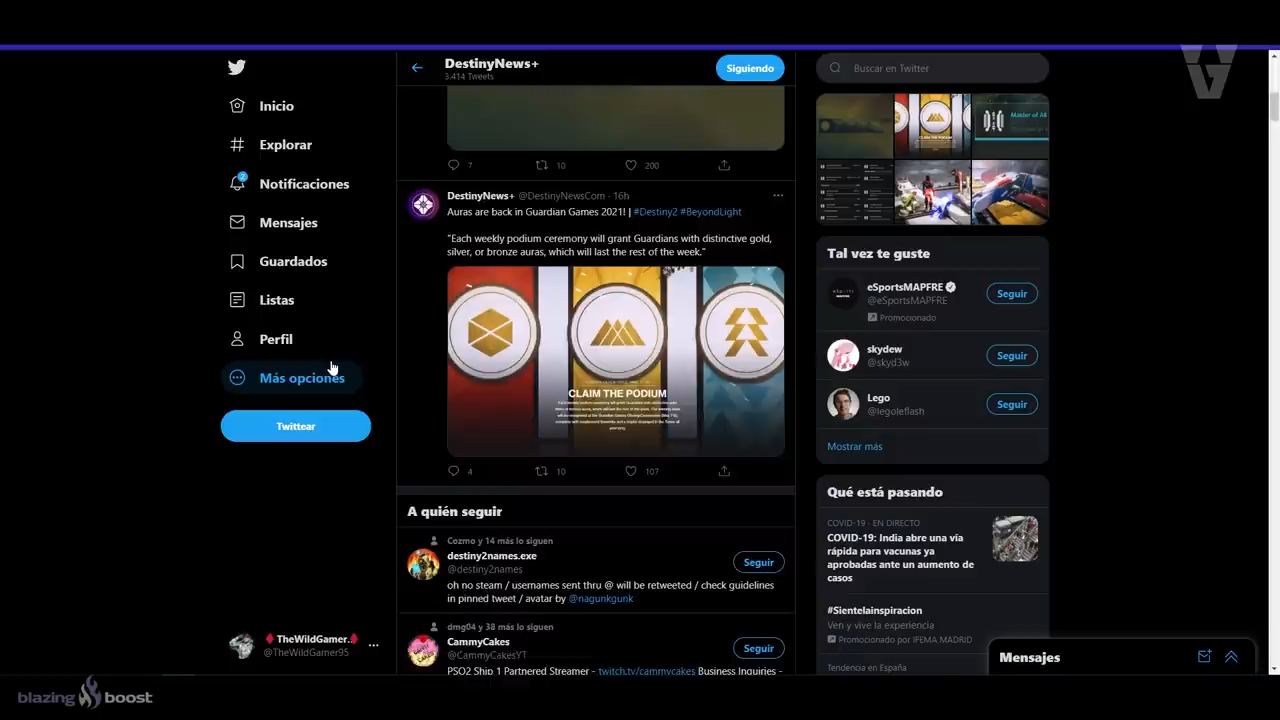 DestinyNews+
3.414 Tweets
Siguiendo
Buscar en Twitter
Inicio
Explorar
2
Notificaciones
Mensajes
Guardados
Listas
Perfil
Más opciones
Twittear
TheWildGamer..
@TheWildGamer95
7 10 200
DestinyNews+ @DestinyNewsCom · 16h
Auras are back in Guardian Games 2021! | #Destiny2 #BeyondLight
"Each weekly podium ceremony will grant Guardians with distinctive gold,
silver, or bronze auras, which will last the rest of the week."
CLAIM THE PODIUM
4 10 107
A quién seguir
Cozmo y 14 más lo siguen
destiny2names.exe
@destiny2names
Seguir
oh no steam / usernames sent thru @ will be retweeted / check guidelines
in pinned tweet / avatar by @nagunkgunk
dmg04 y 38 más lo siguen
CammyCakes
@CammyCakesYT
Seguir
PSO2 Ship 1 Partnered Streamer - twitch.tv/cammycakes Business Inquiries -
Master of All
Tal vez te guste
eSportsMAPFRE
@eSportsMAPFRE
Promocionado
Seguir
skydew
@skyd3w
Seguir
Lego
@legoleflash
Seguir
Mostrar más
Qué está pasando
COVID-19 · EN DIRECTO
COVID-19: India abre una vía
rápida para vacunas ya
aprobadas ante un aumento de
casos
#SienteIainspiracion
Ven y vive la experiencia
Promocionado por IFEMA MADRID
Tendencia en España
Mensajes
blazing boost